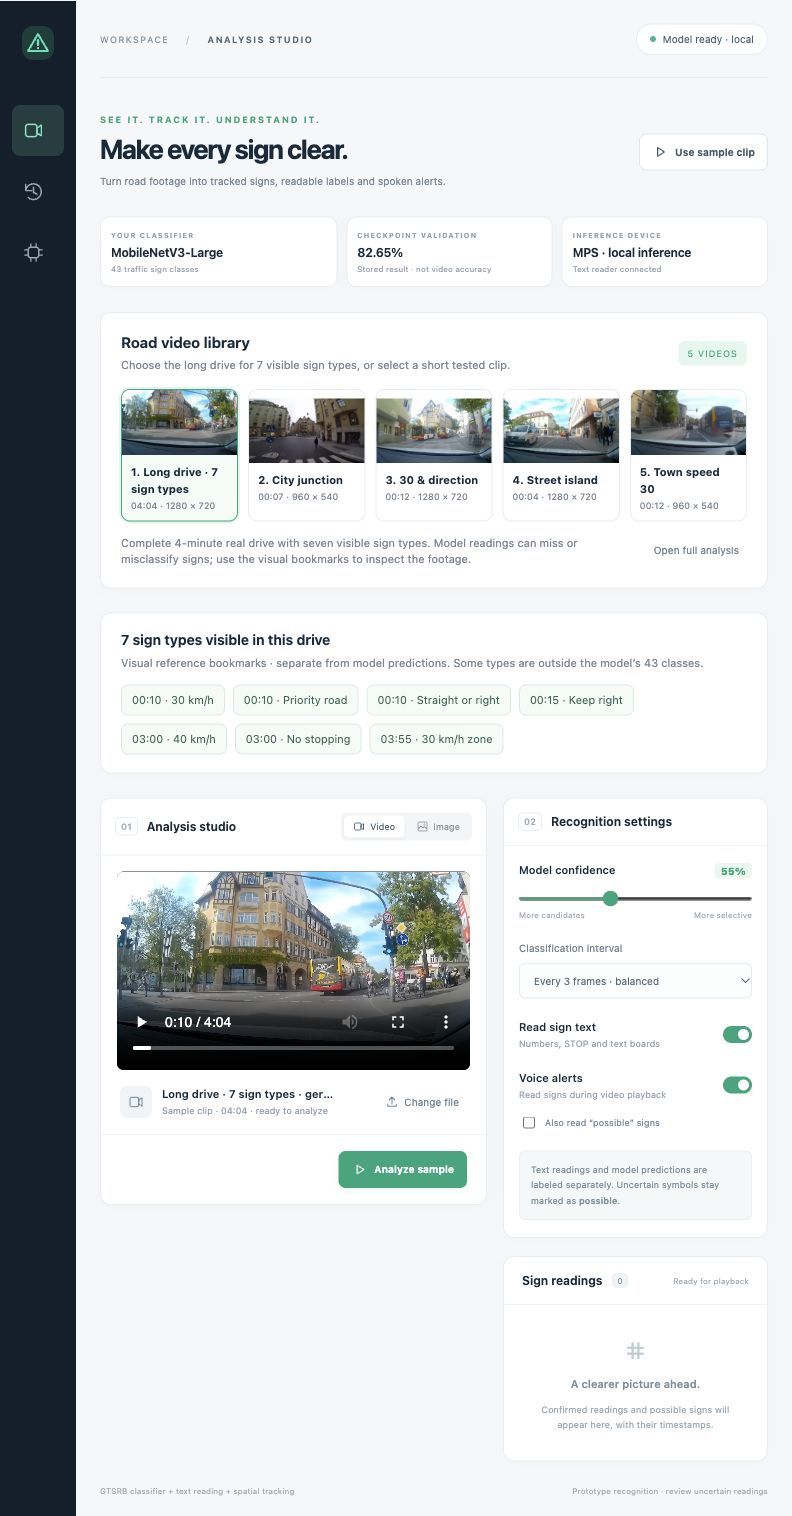 WORKSPACE / ANALYSIS STUDIO
Model ready · local
SEE IT. TRACK IT. UNDERSTAND IT.
Make every sign clear.
Turn road footage into tracked signs, readable labels and spoken alerts.
Use sample clip
YOUR CLASSIFIER
MobileNetV3-Large
43 traffic sign classes
CHECKPOINT VALIDATION
82.65%
Stored result · not video accuracy
INFERENCE DEVICE
MPS · local inference
Text reader connected
Road video library
Choose the long drive for 7 visible sign types, or select a short tested clip.
5 VIDEOS
1. Long drive · 7
sign types
04:04 · 1280 × 720
2. City junction
00:07 · 960 × 540
3. 30 & direction
00:12 · 1280 × 720
4. Street island
00:04 · 1280 × 720
5. Town speed
30
00:12 · 960 × 540
Complete 4-minute real drive with seven visible sign types. Model readings can miss or
misclassify signs; use the visual bookmarks to inspect the footage.
Open full analysis
7 sign types visible in this drive
Visual reference bookmarks · separate from model predictions. Some types are outside the model's 43 classes.
00:10 · 30 km/h
00:10 · Priority road
00:10 · Straight or right
00:15 · Keep right
03:00 · 40 km/h
03:00 · No stopping
03:55 · 30 km/h zone
01 Analysis studio
Video
Image
0:10 / 4:04
Long drive · 7 sign types · ger...
Sample clip · 04:04 · ready to analyze
Change file
Analyze sample
02 Recognition settings
Model confidence
55%
More candidates
More selective
Classification interval
Every 3 frames · balanced
Read sign text
Numbers, STOP and text boards
Voice alerts
Read signs during video playback
Also read "possible" signs
Text readings and model predictions are
labeled separately. Uncertain symbols stay
marked as possible.
Sign readings 0
Ready for playback
A clearer picture ahead.
Confirmed readings and possible signs will
appear here, with their timestamps.
GTSRB classifier + text reading + spatial tracking
Prototype recognition · review uncertain readings